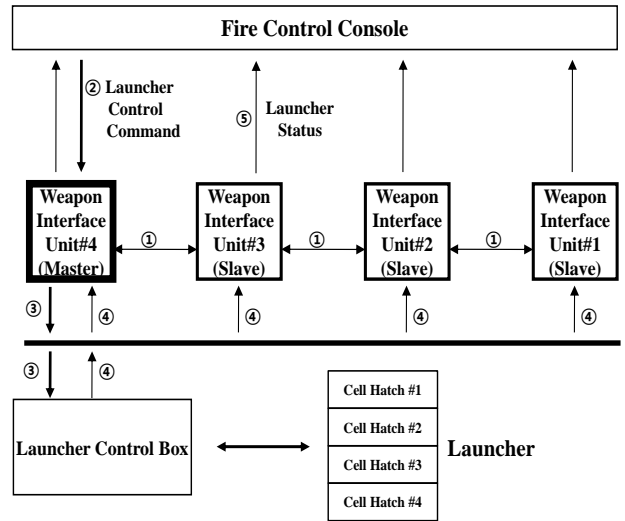 Fire Control Console
② Launcher
Control
Command
⑤ Launcher
Status
Weapon
Interface
Unit#4
(Master)
Weapon
Interface
Unit#3
(Slave)
Weapon
Interface
Unit#2
(Slave)
Weapon
Interface
Unit#1
(Slave)
①
①
①
③
④
④
④
④
③
④
Launcher Control Box
Cell Hatch #1
Cell Hatch #2
Cell Hatch #3
Cell Hatch #4
Launcher